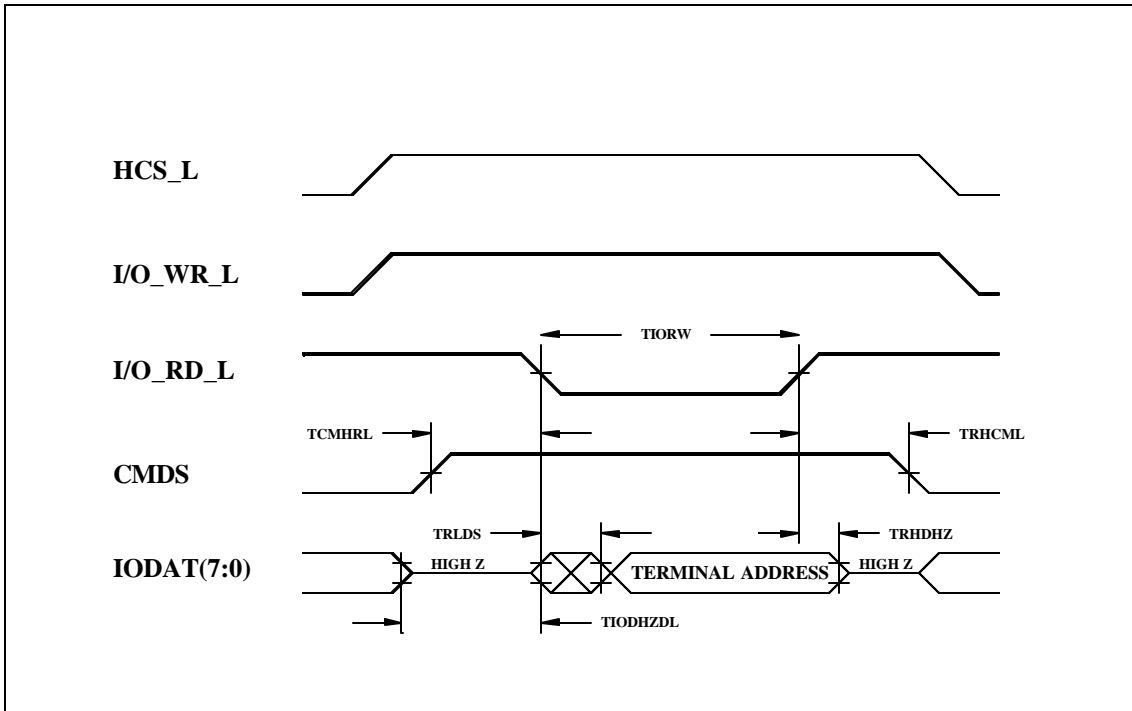 HCS_L
I/O_WR_L
TIORW
I/O_RD_L
TCMHRL
TRHCML
CMDS
TRLDS
TRHDHZ
IODAT(7:0)
HIGH Z
TERMINAL ADDRESS
HIGH Z
TIODHZDL